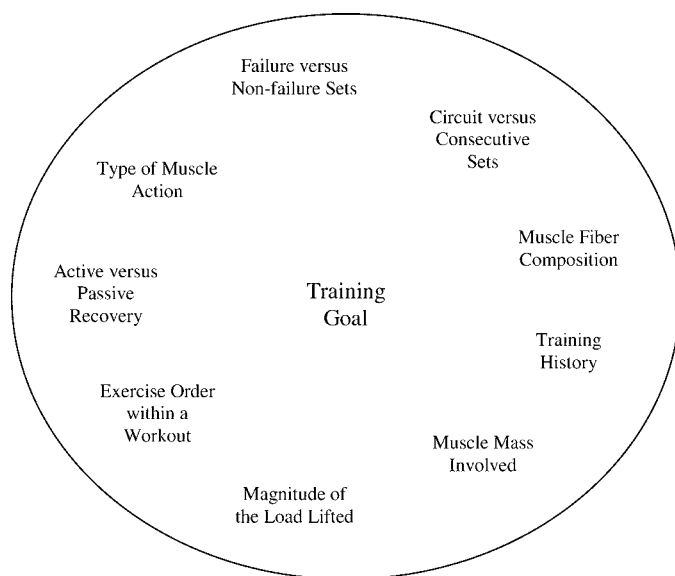 Failure versus
Non-failure Sets
Circuit versus
Consecutive
Sets
Type of Muscle
Action
Muscle Fiber
Composition
Active versus
Passive
Recovery
Training
Goal
Training
History
Exercise Order
within a
Workout
Muscle Mass
Involved
Magnitude of
the Load Lifted